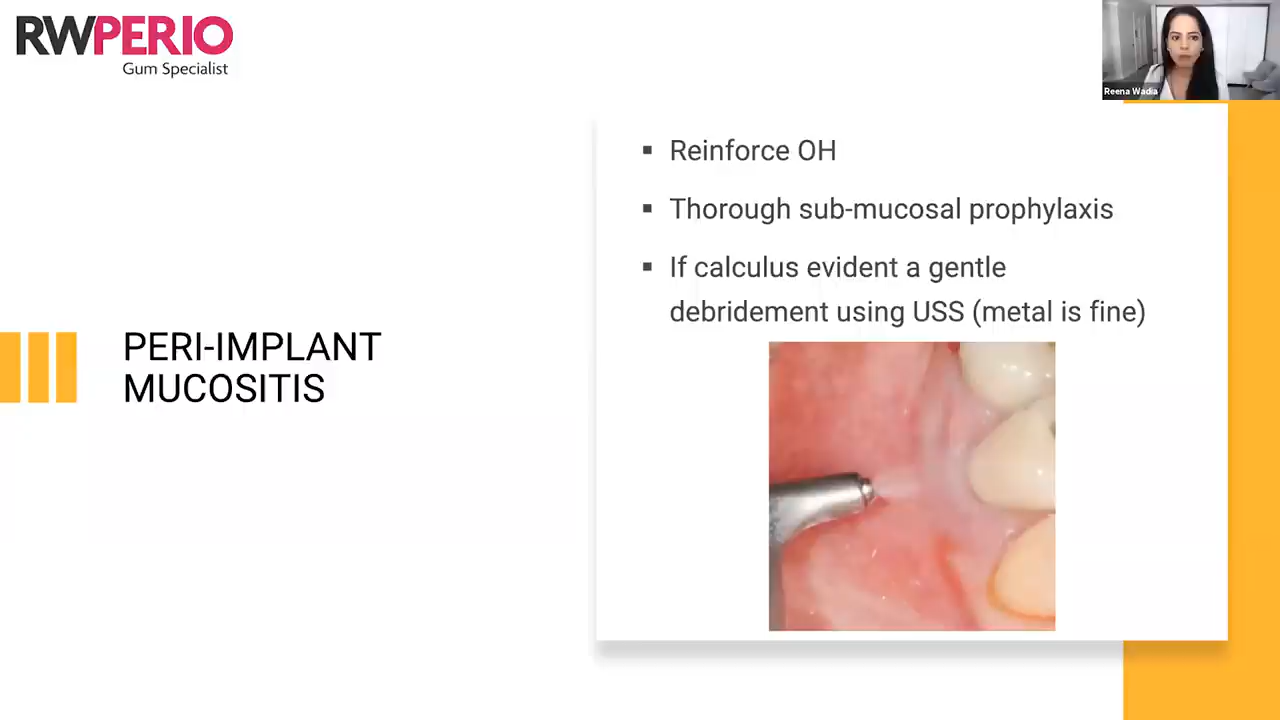 RWPERIO
Gum Specialist
Reena Wadia
PERI-IMPLANT
MUCOSITIS
▪ Reinforce OH
▪ Thorough sub-mucosal prophylaxis
▪ If calculus evident a gentle
debridement using USS (metal is fine)